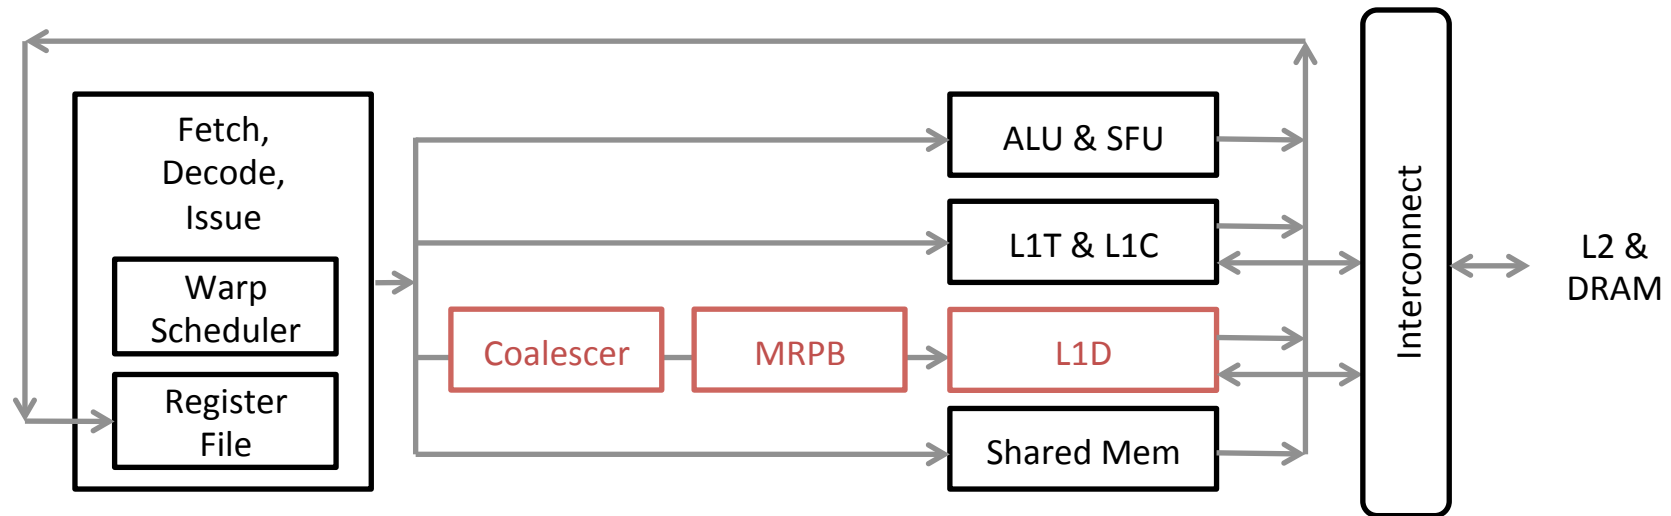 Fetch,
Decode,
Issue
Warp
Scheduler
Register
File
Coalescer
MRPB
ALU & SFU
L1T & L1C
L1D
Shared Mem
Interconnect
L2 &
DRAM